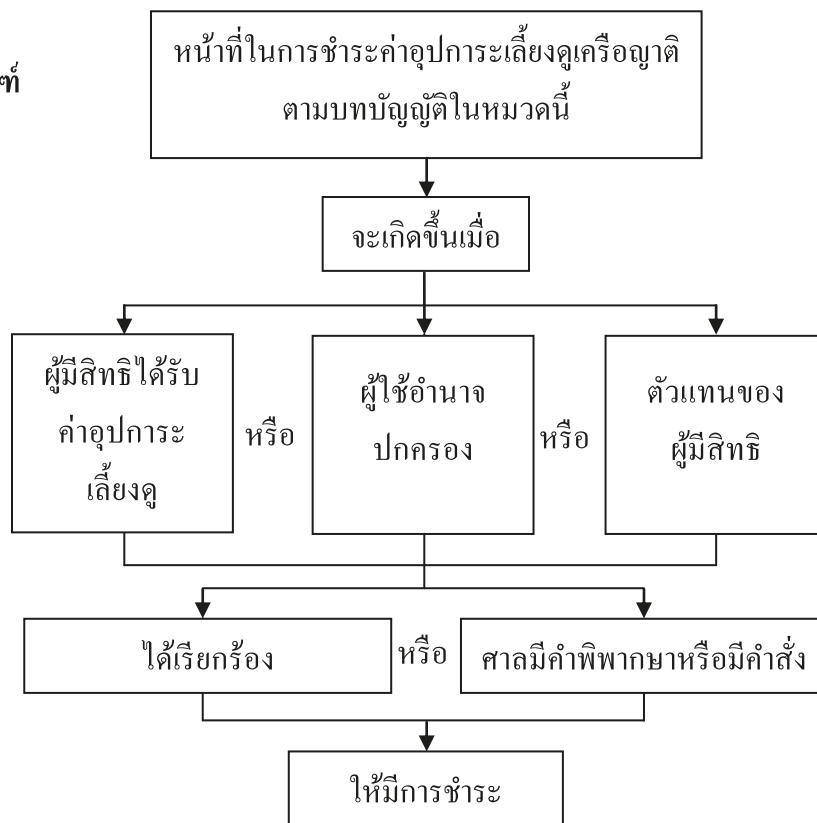 หน้าที่ในการชำระค่าอุปการะเลี้ยงดูเครือญาติ
ตามบทบัญญัติในหมวดนี้
จะเกิดขึ้นเมื่อ
ผู้มีสิทธิได้รับ
ค่าอุปการะ
เลี้ยงดู
หรือ
ผู้ใช้อำนาจ
ปกครอง
หรือ
ตัวแทนของ
ผู้มีสิทธิ
ได้เรียกร้อง
หรือ
ศาลมีคำพิพากษาหรือมีคำสั่ง
ให้มีการชำระ